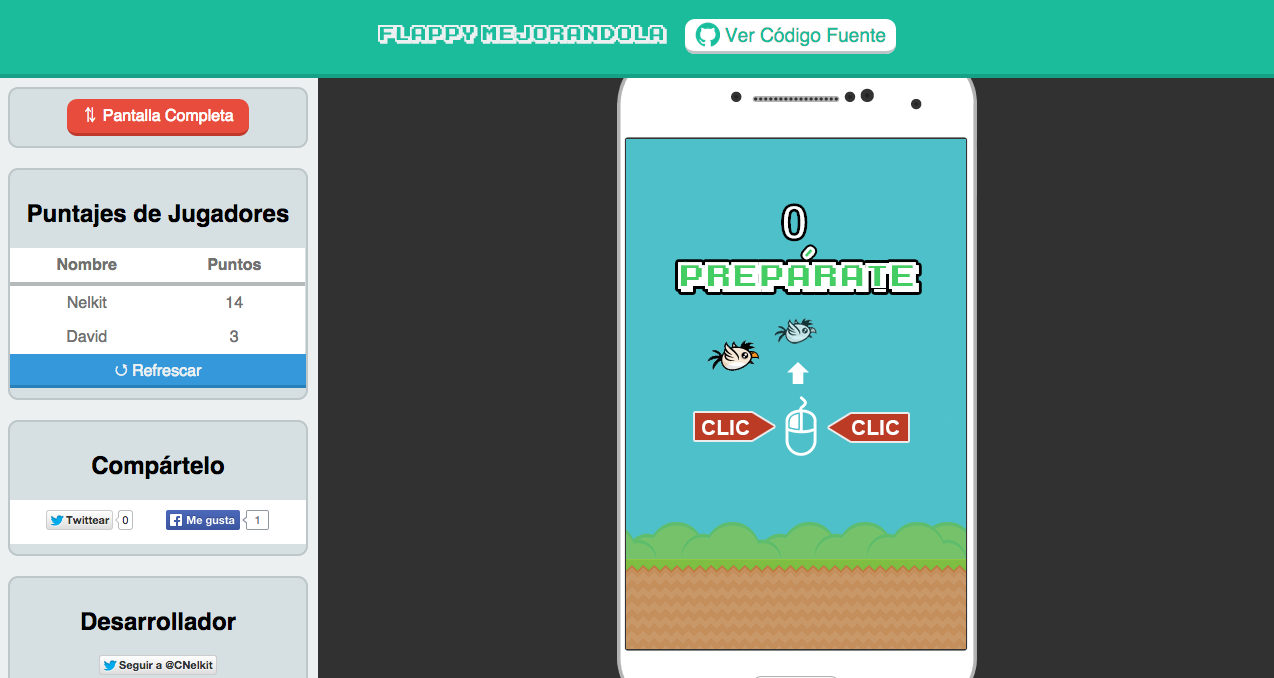 FLAPPY MEJORANDOLA
Ver Código Fuente
⇅ Pantalla Completa
Puntajes de Jugadores
Nombre Puntos
Nelkit 14
David 3
↺ Refrescar
Compártelo
Twittear 0 Me gusta 1
Desarrollador
Seguir a @CNelkit
0
PREPÁRATE
CLIC CLIC